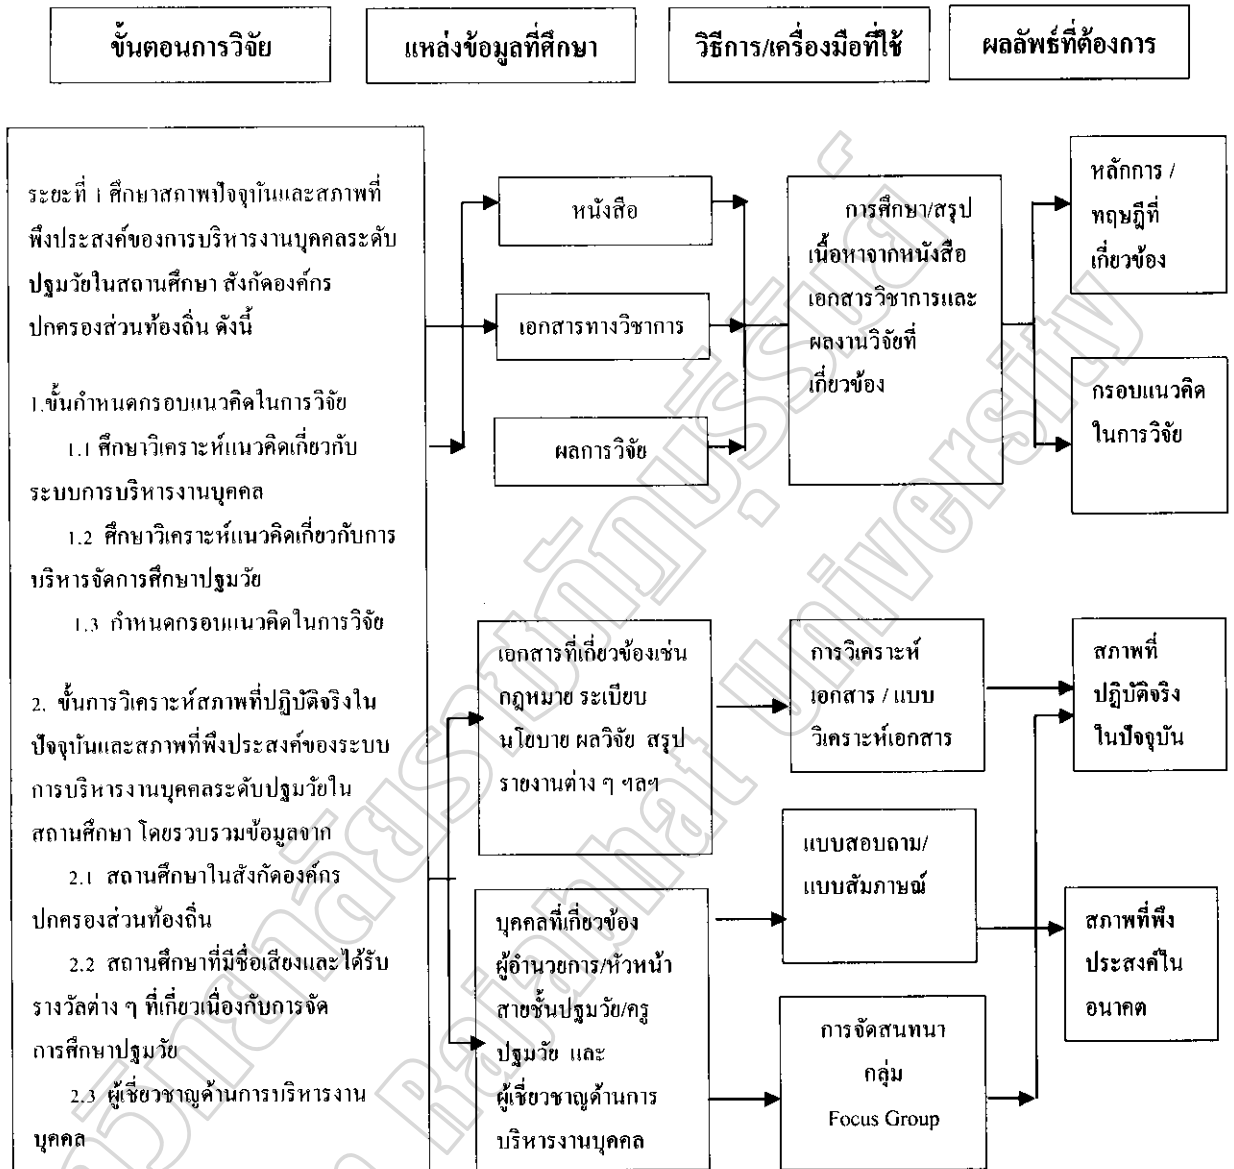 ขั้นตอนการวิจัย
แหล่งข้อมูลที่ศึกษา
วิธีการ/เครื่องมือที่ใช้
ผลลัพธ์ที่ต้องการ
ระยะที่ 1 ศึกษาสภาพปัจจุบันและสภาพที่
พึงประสงค์ของการบริหารงานบุคคลระดับ
ปฐมวัยในสถานศึกษา สังกัดองค์กร
ปกครองส่วนท้องถิ่น ดังนี้
1.ขั้นกำหนดกรอบแนวคิดในการวิจัย
1.1 ศึกษาวิเคราะห์แนวคิดเกี่ยวกับ
ระบบการบริหารงานบุคคล
1.2 ศึกษาวิเคราะห์แนวคิดเกี่ยวกับการ
บริหารจัดการศึกษาปฐมวัย
1.3 กำหนดกรอบแนวคิดในการวิจัย
2. ขั้นการวิเคราะห์สภาพที่ปฏิบัติจริงใน
ปัจจุบันและสภาพที่พึงประสงค์ของระบบ
การบริหารงานบุคคลระดับปฐมวัยใน
สถานศึกษา โดยรวบรวมข้อมูลจาก
2.1 สถานศึกษาในสังกัดองค์กร
ปกครองส่วนท้องถิ่น
2.2 สถานศึกษาที่มีชื่อเสียงและได้รับ
รางวัลต่าง ๆ ที่เกี่ยวเนื่องกับการจัด
การศึกษาปฐมวัย
2.3 ผู้เชี่ยวชาญด้านการบริหารงาน
บุคคล
หนังสือ
เอกสารทางวิชาการ
ผลการวิจัย
การศึกษา/สรุป
เนื้อหาจากหนังสือ
เอกสารวิชาการและ
ผลงานวิจัยที่
เกี่ยวข้อง
หลักการ /
ทฤษฎีที่
เกี่ยวข้อง
กรอบแนวคิด
ในการวิจัย
เอกสารที่เกี่ยวข้องเช่น
กฎหมาย ระเบียบ
นโยบาย ผลวิจัย สรุป
รายงานต่าง ๆ ฯลฯ
การวิเคราะห์
เอกสาร / แบบ
วิเคราะห์เอกสาร
สภาพที่
ปฏิบัติจริง
ในปัจจุบัน
บุคคลที่เกี่ยวข้อง
ผู้อำนวยการ/หัวหน้า
สายชั้นปฐมวัย/ครู
ปฐมวัย และ
ผู้เชี่ยวชาญด้านการ
บริหารงานบุคคล
แบบสอบถาม/
แบบสัมภาษณ์
การจัดสนทนา
กลุ่ม
Focus Group
สภาพที่พึง
ประสงค์ใน
อนาคต
Rajabhat University